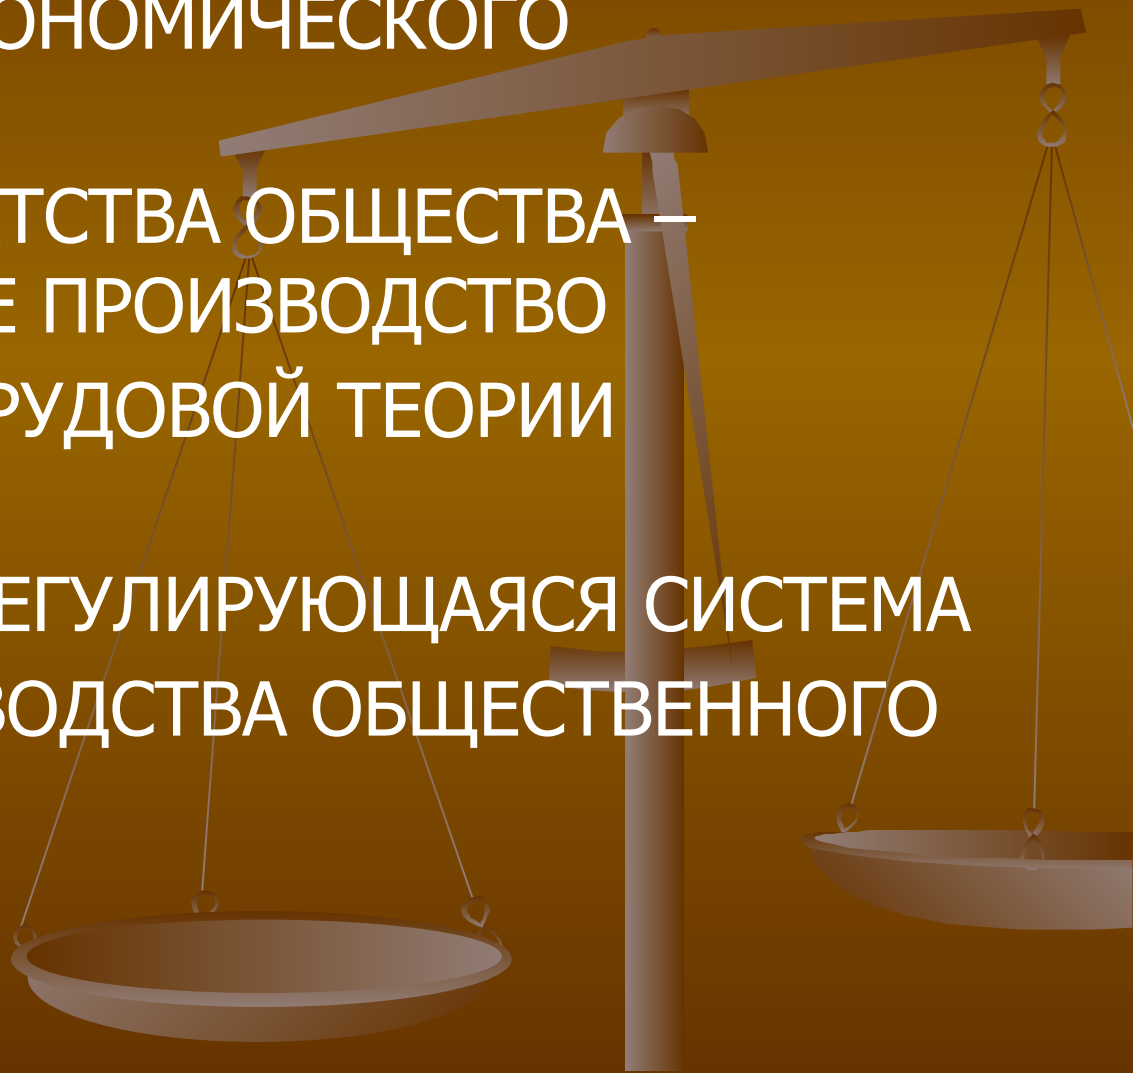 ОНОМИЧЕСКОГО
ТСТВА ОБЩЕСТВА –
Е ПРОИЗВОДСТВО
РУДОВОЙ ТЕОРИИ
ЕГУЛИРУЮЩАЯСЯ СИСТЕМА
ВОДСТВА ОБЩЕСТВЕННОГО